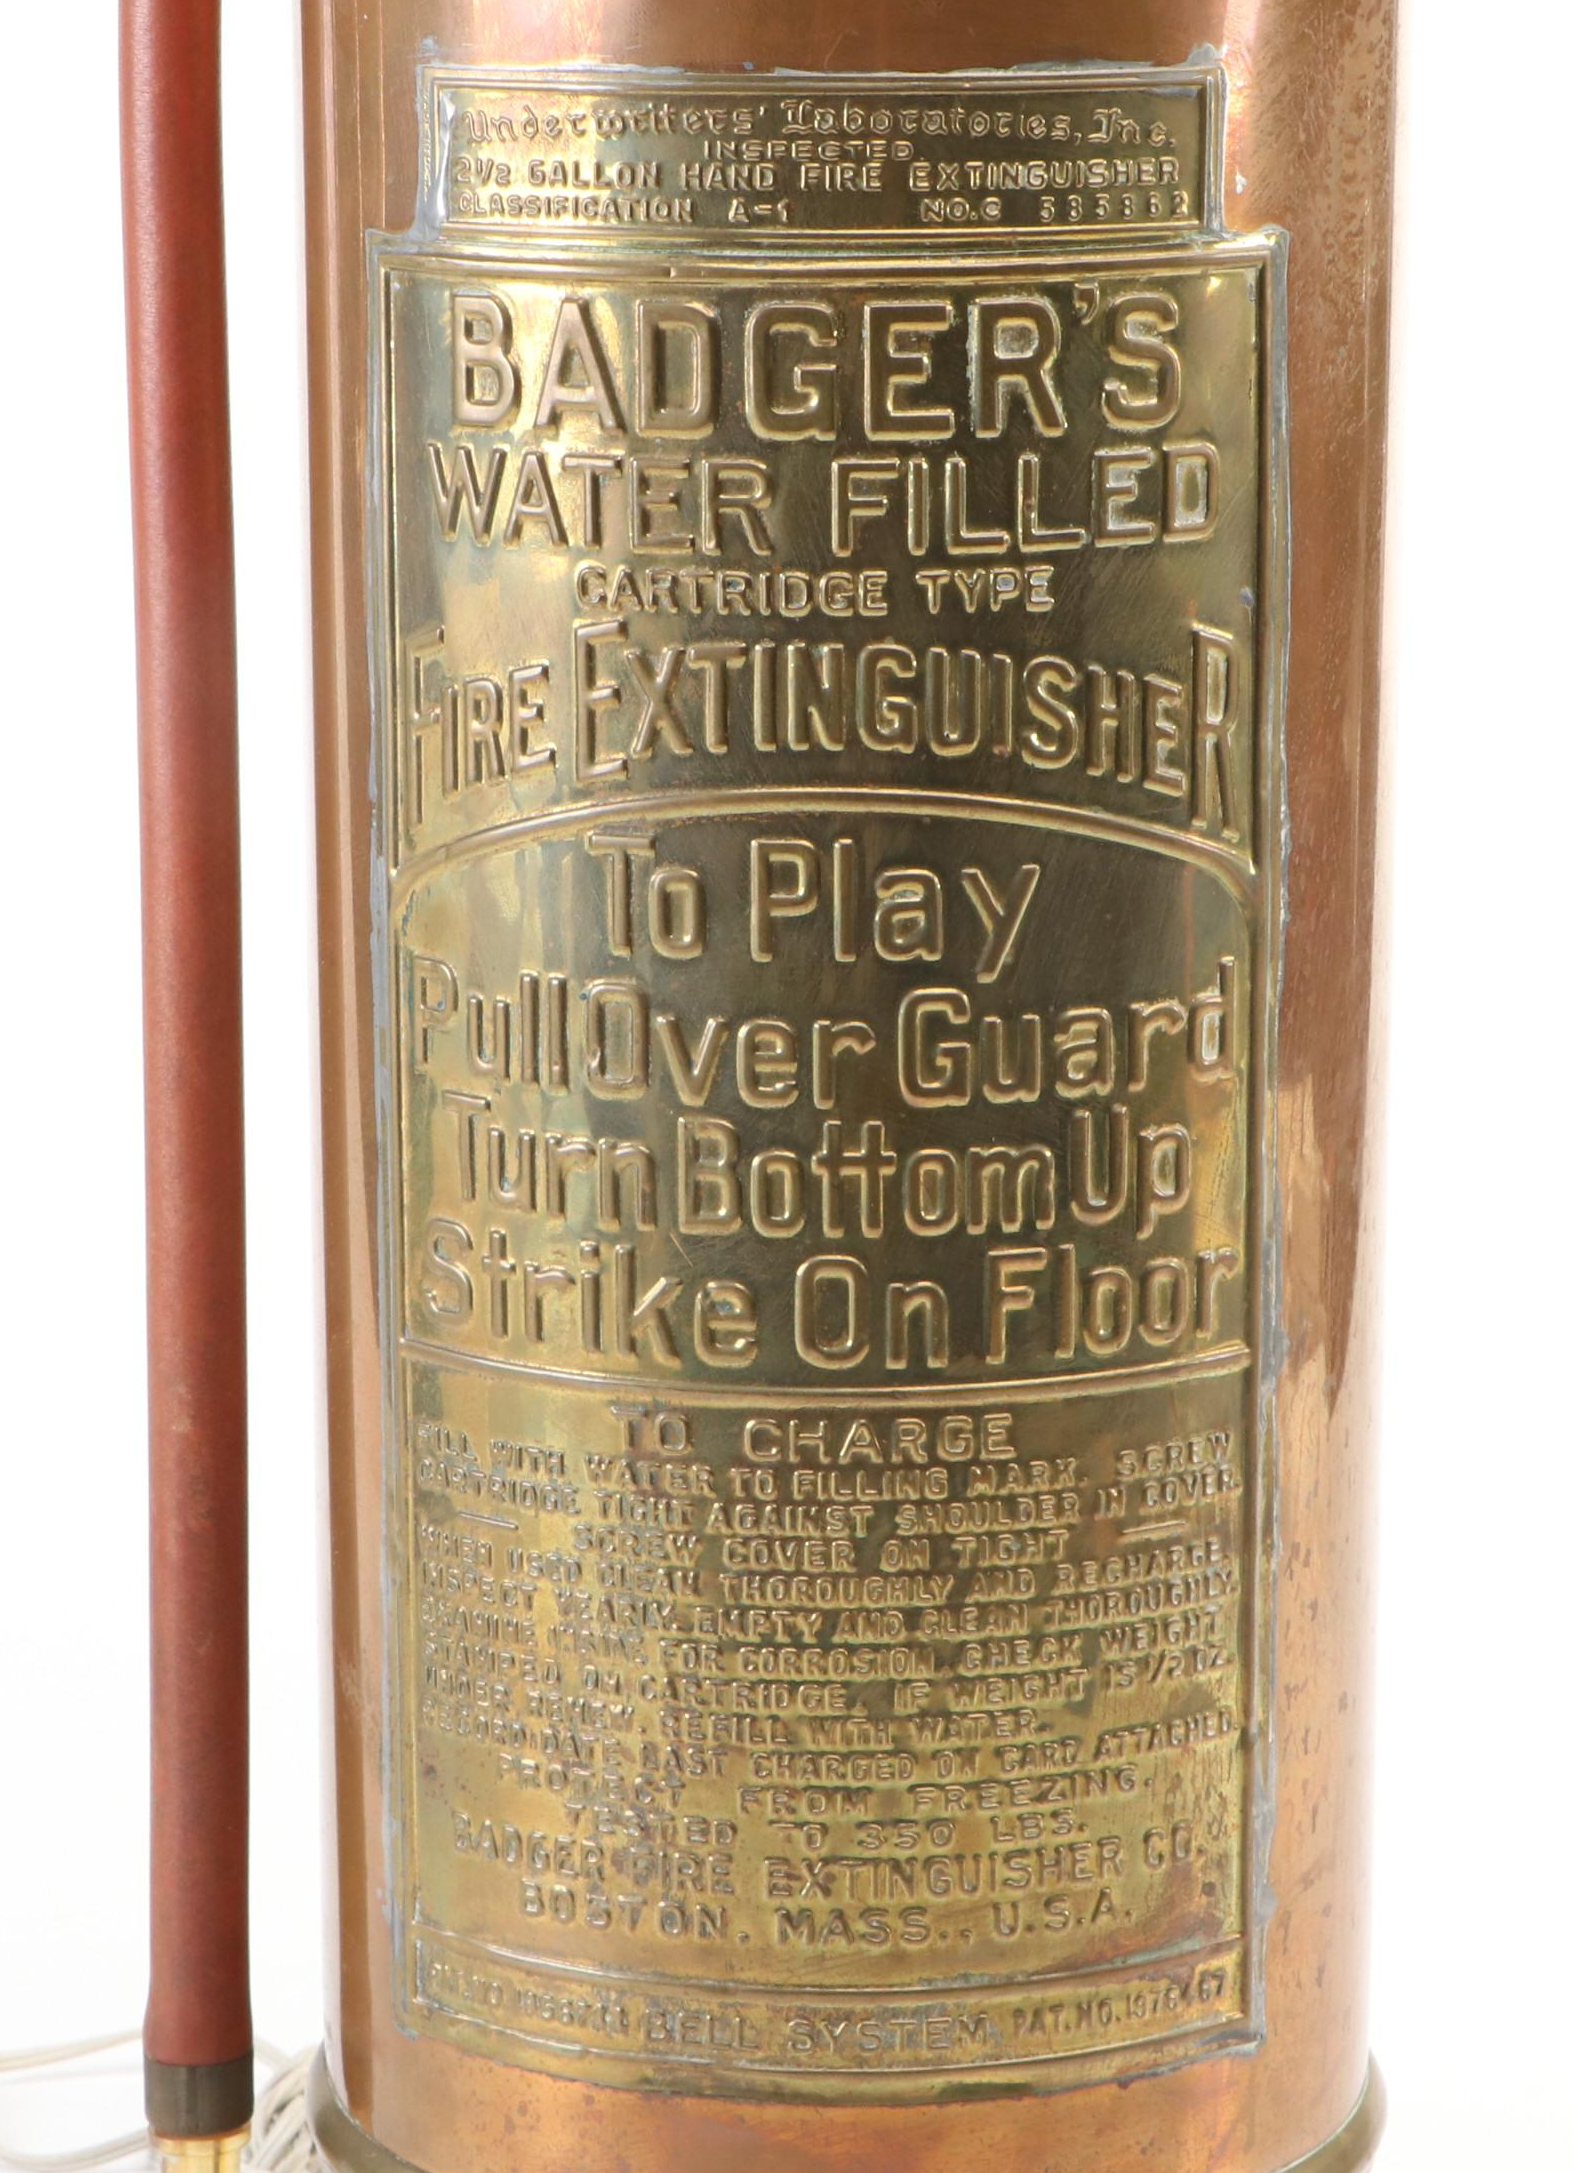 Underwriters' Laboratories, Inc.
INSPECTED
2 1/2 GALLON HAND FIRE EXTINGUISHER
CLASSIFICATION A-1 NO.C 585862
BADGER'S
WATER FILLED
CARTRIDGE TYPE
FIRE EXTINGUISHER
To Play
Pull Over Guard
Turn Bottom Up
Strike On Floor
TO CHARGE
FILL WITH WATER TO FILLING MARK. SCREW
CARTRIDGE TIGHT AGAINST SHOULDER IN COVER.
SCREW COVER ON TIGHT
WHEN USED CLEAN THOROUGHLY AND RECHARGE.
INSPECT YEARLY. EMPTY AND CLEAN THOROUGHLY.
EXAMINE INSIDE FOR CORROSION. CHECK WEIGHT
STAMPED ON CARTRIDGE. IF WEIGHT IS 1/2 OZ.
UNDER RENEW. REFILL WITH WATER.
RECORD DATE LAST CHARGED ON CARD ATTACHED.
PROTECT FROM FREEZING.
TESTED TO 350 LBS.
BADGER FIRE EXTINGUISHER CO.
BOSTON, MASS., U.S.A.
BELL SYSTEM PAT. NO.